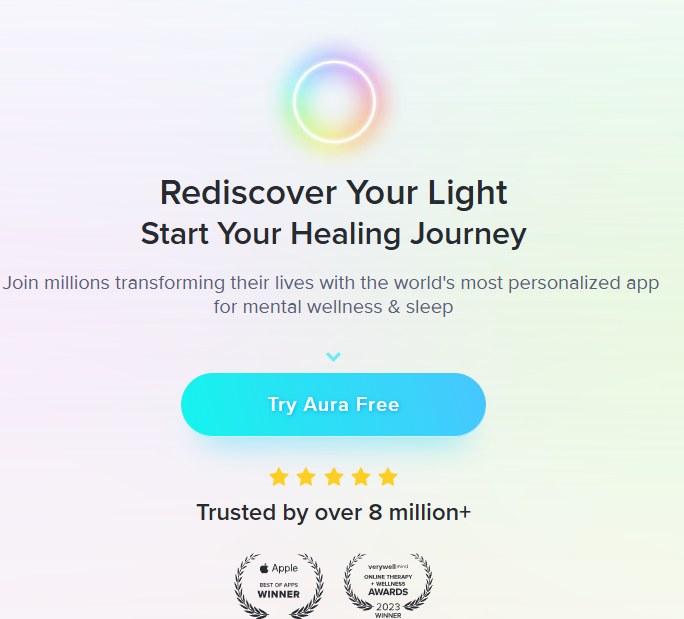 Rediscover Your Light
Start Your Healing Journey
Join millions transforming their lives with the world's most personalized app
for mental wellness & sleep
Try Aura Free
Trusted by over 8 million+
Apple
BEST OF APPS
WINNER
verywell mind
ONLINE THERAPY
+ WELLNESS
AWARDS
2023
WINNER